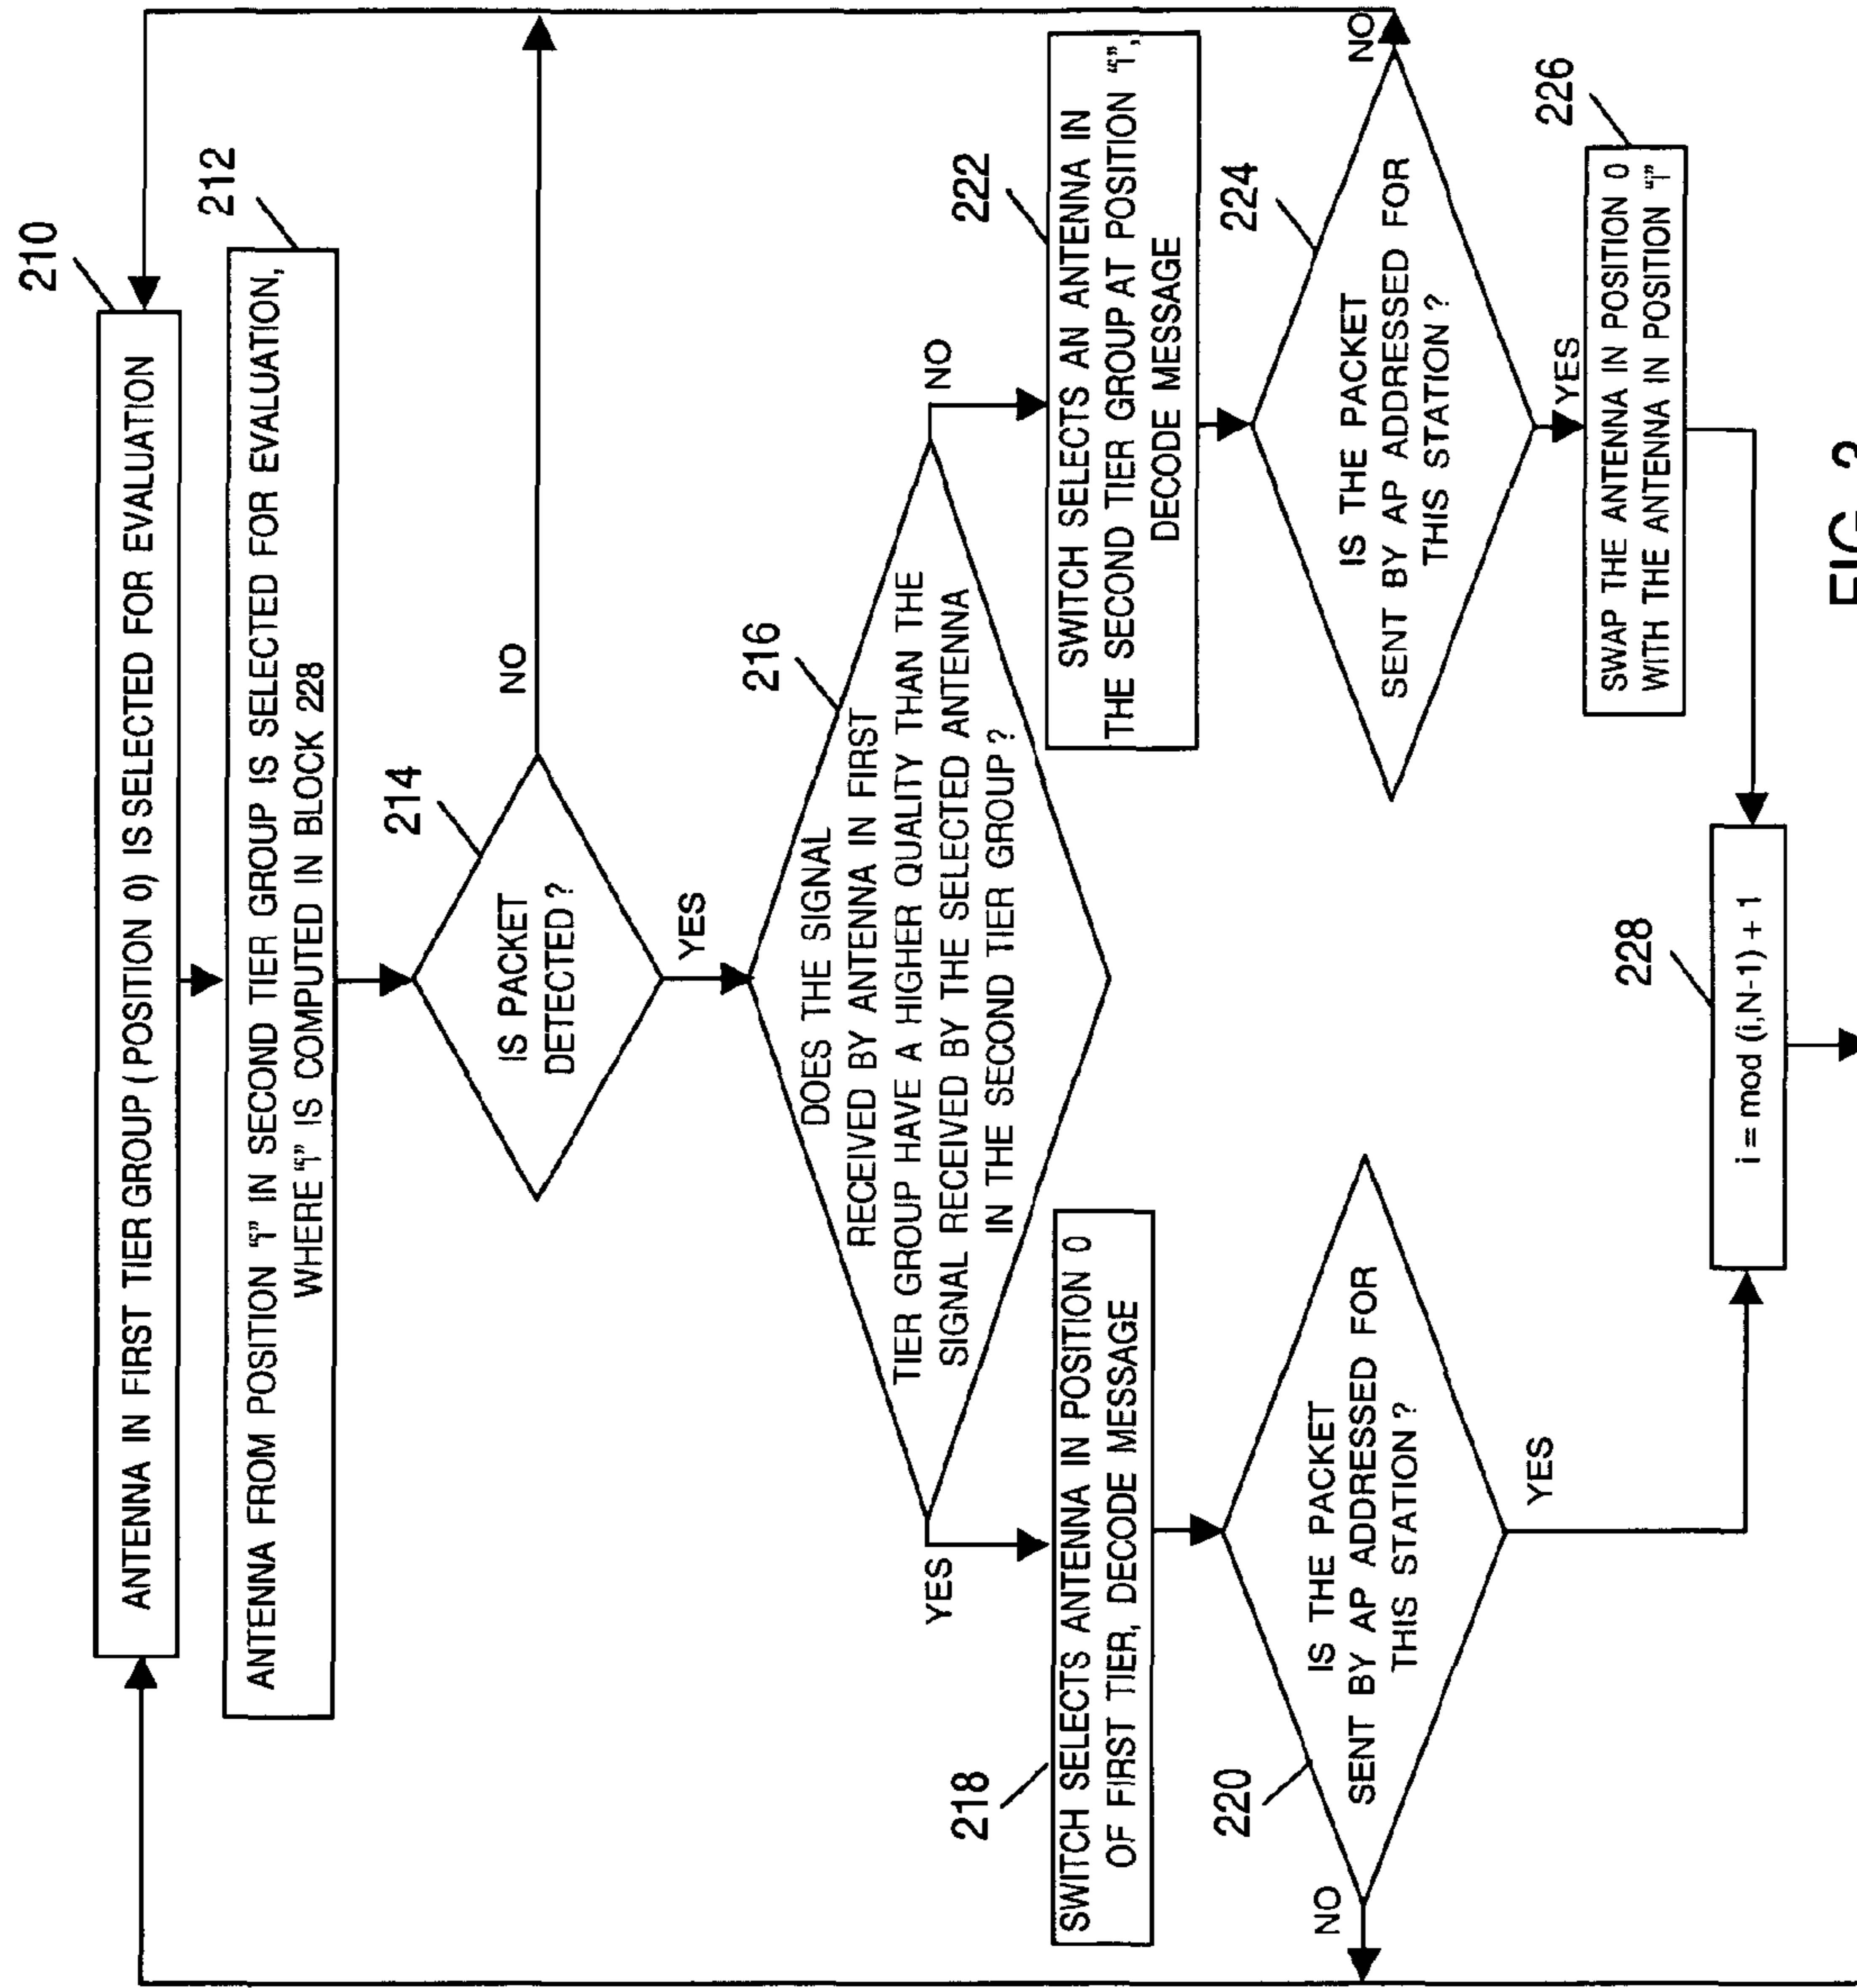 210
ANTENNA IN FIRST TIER GROUP (POSITION 0) IS SELECTED FOR EVALUATION
212
ANTENNA FROM POSITION "i" IN SECOND TIER GROUP IS SELECTED FOR EVALUATION,
WHERE "i" IS COMPUTED IN BLOCK 228
214
IS PACKET
DETECTED ?
NO
YES
216
DOES THE SIGNAL
RECEIVED BY ANTENNA IN FIRST
TIER GROUP HAVE A HIGHER QUALITY THAN THE
SIGNAL RECEIVED BY THE SELECTED ANTENNA
IN THE SECOND TIER GROUP ?
YES
NO
218
SWITCH SELECTS ANTENNA IN POSITION 0
OF FIRST TIER, DECODE MESSAGE
222
SWITCH SELECTS AN ANTENNA IN
THE SECOND TIER GROUP AT POSITION "i",
DECODE MESSAGE
220
IS THE PACKET
SENT BY AP ADDRESSED FOR
THIS STATION ?
NO
YES
224
IS THE PACKET
SENT BY AP ADDRESSED FOR
THIS STATION ?
NO
YES
226
SWAP THE ANTENNA IN POSITION 0
WITH THE ANTENNA IN POSITION "i"
228
i = mod (i,N-1) + 1
FIG.